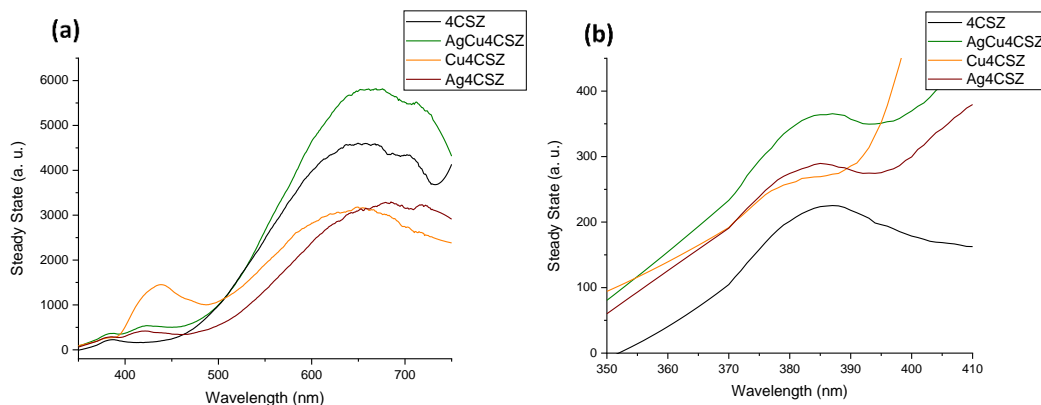 (a)
4CSZ
AgCu4CSZ
Cu4CSZ
Ag4CSZ
6000
5000
4000
3000
2000
1000
0
Steady State (a. u.)
400
500
600
700
Wavelength (nm)
(b)
4CSZ
AgCu4CSZ
Cu4CSZ
Ag4CSZ
400
300
200
100
0
Steady State (a. u.)
350
360
370
380
390
400
410
Wavelength (nm)